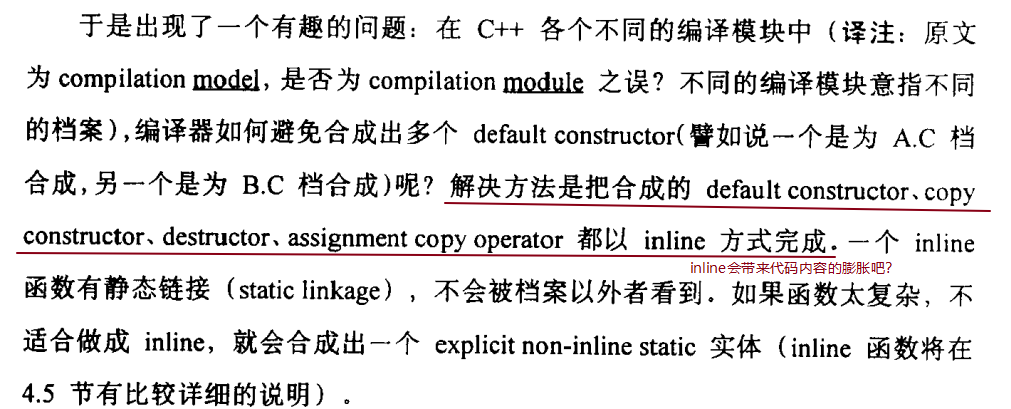 于是出现了一个有趣的问题：在 C++ 各个不同的编译模块中（译注：原文
为 compilation model, 是否为 compilation module 之误？不同的编译模块意指不同
的档案）,编译器如何避免合成出多个 default constructor(譬如说一个是为 A.C 档
合成,另一个是为 B.C 档合成)呢？解决方法是把合成的 default constructor、copy
constructor、destructor、assignment copy operator 都以 inline 方式完成。一个 inline
inline会带来代码内容的膨胀吧？
函数有静态链接（static linkage），不会被档案以外者看到。如果函数太复杂，不
适合做成 inline，就会合成出一个 explicit non-inline static 实体（inline 函数将在
4.5 节有比较详细的说明）。